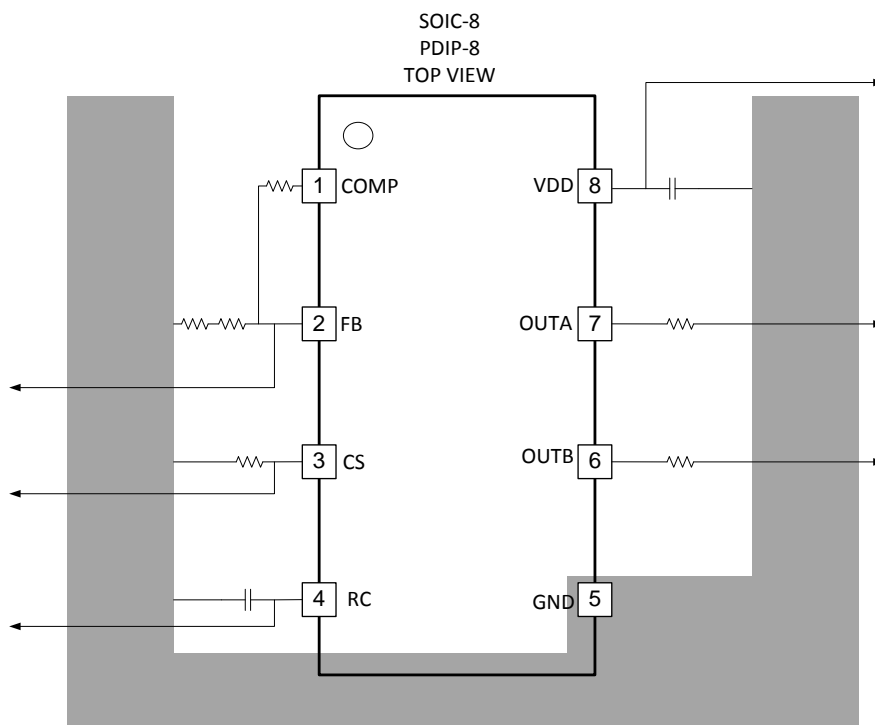 SOIC-8
PDIP-8
TOP VIEW
1 COMP
VDD 8
2 FB
OUTA 7
3 CS
OUTB 6
4 RC
GND 5